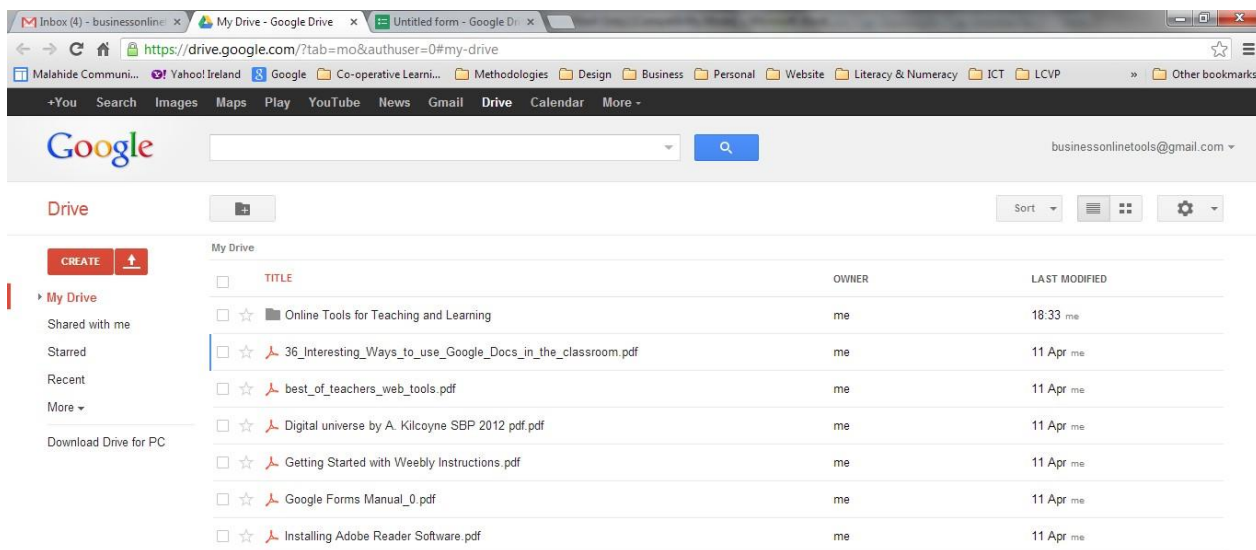 Inbox (4) - businessonline
My Drive - Google Drive
Untitled form - Google Dri
https://drive.google.com/?tab=mo&authuser=0#my-drive
Malahide Communi... Yahoo! Ireland Google Co-operative Learni... Methodologies Design Business Personal Website Literacy & Numeracy ICT LCVP » Other bookmarks
+You Search Images Maps Play YouTube News Gmail Drive Calendar More
Google
businessonlinetools@gmail.com
Drive
Sort
CREATE
My Drive
Shared with me
Starred
Recent
More
Download Drive for PC
My Drive
TITLE OWNER LAST MODIFIED
Online Tools for Teaching and Learning me 18:33 me
36_Interesting_Ways_to_use_Google_Docs_in_the_classroom.pdf me 11 Apr me
best_of_teachers_web_tools.pdf me 11 Apr me
Digital universe by A. Kilcoyne SBP 2012 pdf.pdf me 11 Apr me
Getting Started with Weebly Instructions.pdf me 11 Apr me
Google Forms Manual_0.pdf me 11 Apr me
Installing Adobe Reader Software.pdf me 11 Apr me